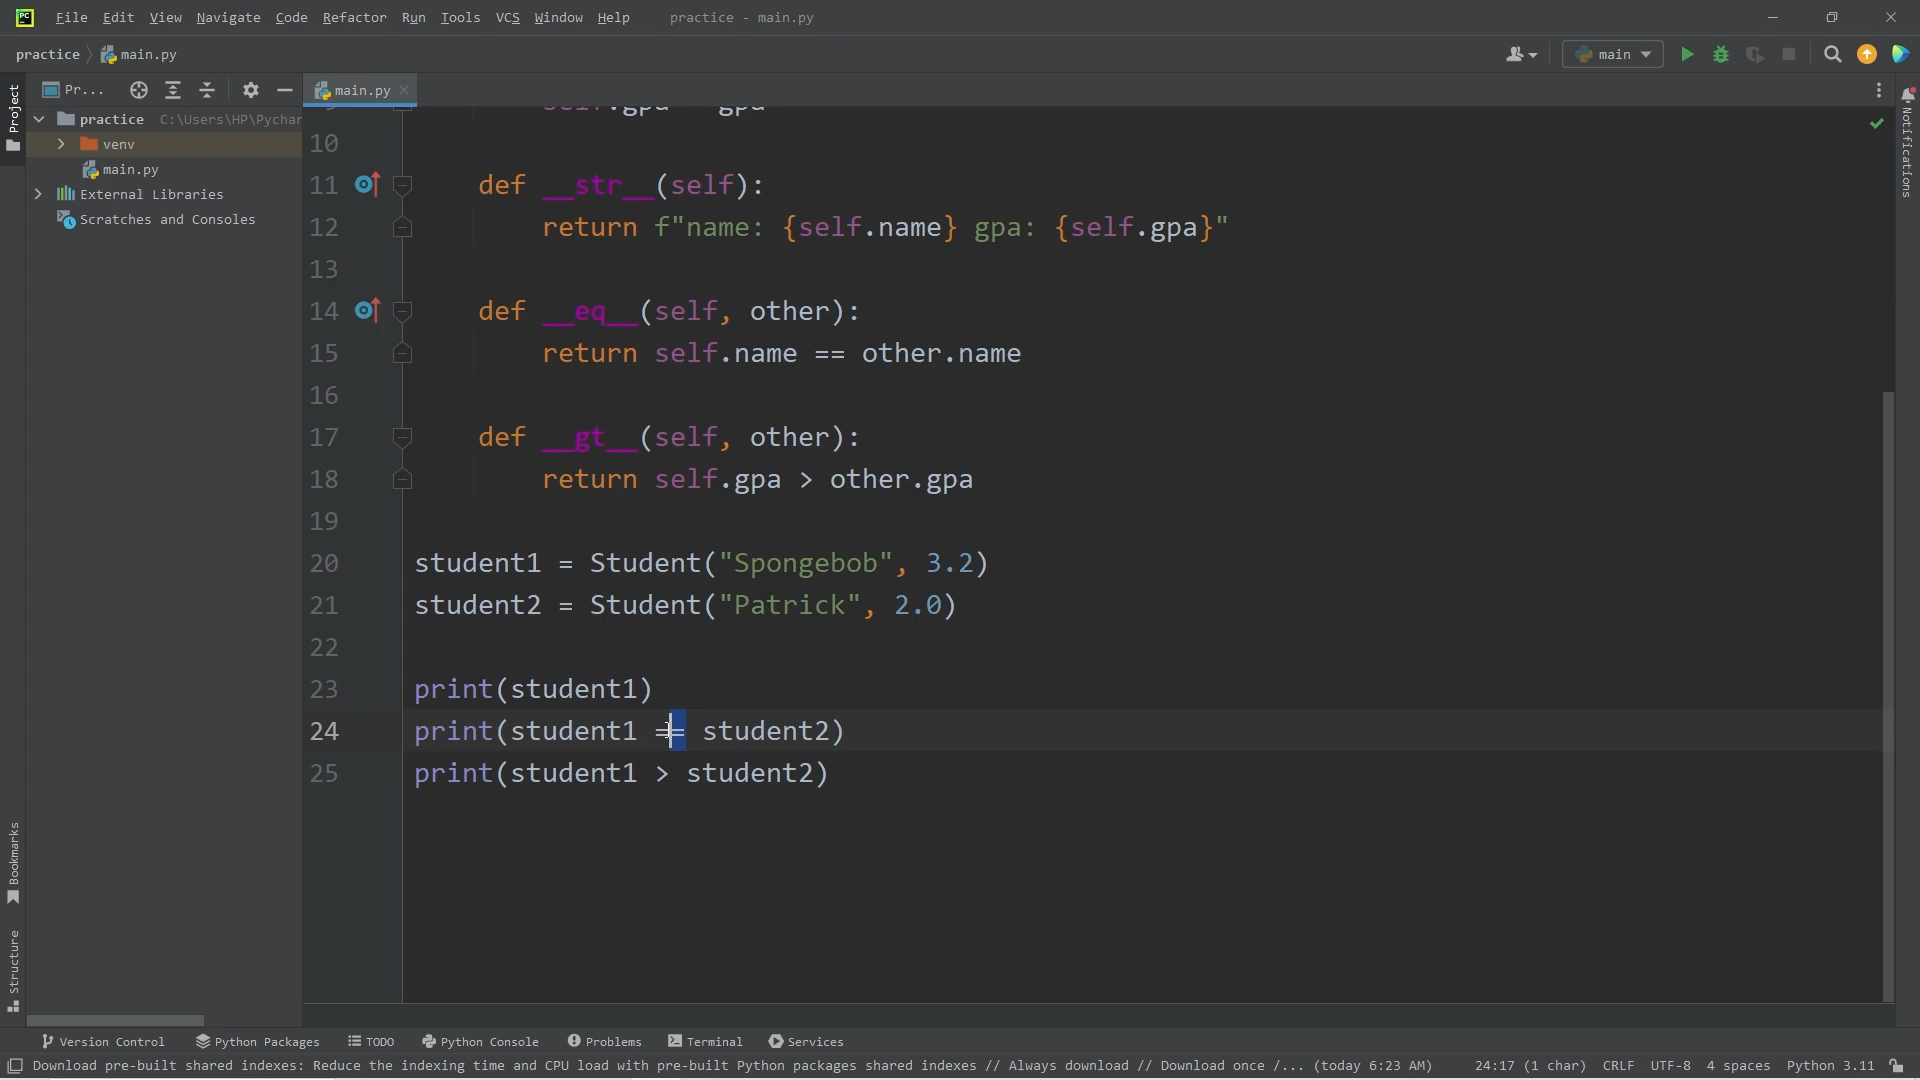 PC File Edit View Navigate Code Refactor Run Tools VCS Window Help practice - main.py
practice main.py main
Project Pr... main.py
practice C:\Users\HP\Pychar
venv
main.py
External Libraries
Scratches and Consoles
Notifications
9 self.gpa = gpa
10
11 def __str__(self):
12 return f"name: {self.name} gpa: {self.gpa}"
13
14 def __eq__(self, other):
15 return self.name == other.name
16
17 def __gt__(self, other):
18 return self.gpa > other.gpa
19
20 student1 = Student("Spongebob", 3.2)
21 student2 = Student("Patrick", 2.0)
22
23 print(student1)
24 print(student1 == student2)
25 print(student1 > student2)
Bookmarks
Structure
Version Control Python Packages TODO Python Console Problems Terminal Services
Download pre-built shared indexes: Reduce the indexing time and CPU load with pre-built Python packages shared indexes // Always download // Download once /... (today 6:23 AM) 24:17 (1 char) CRLF UTF-8 4 spaces Python 3.11